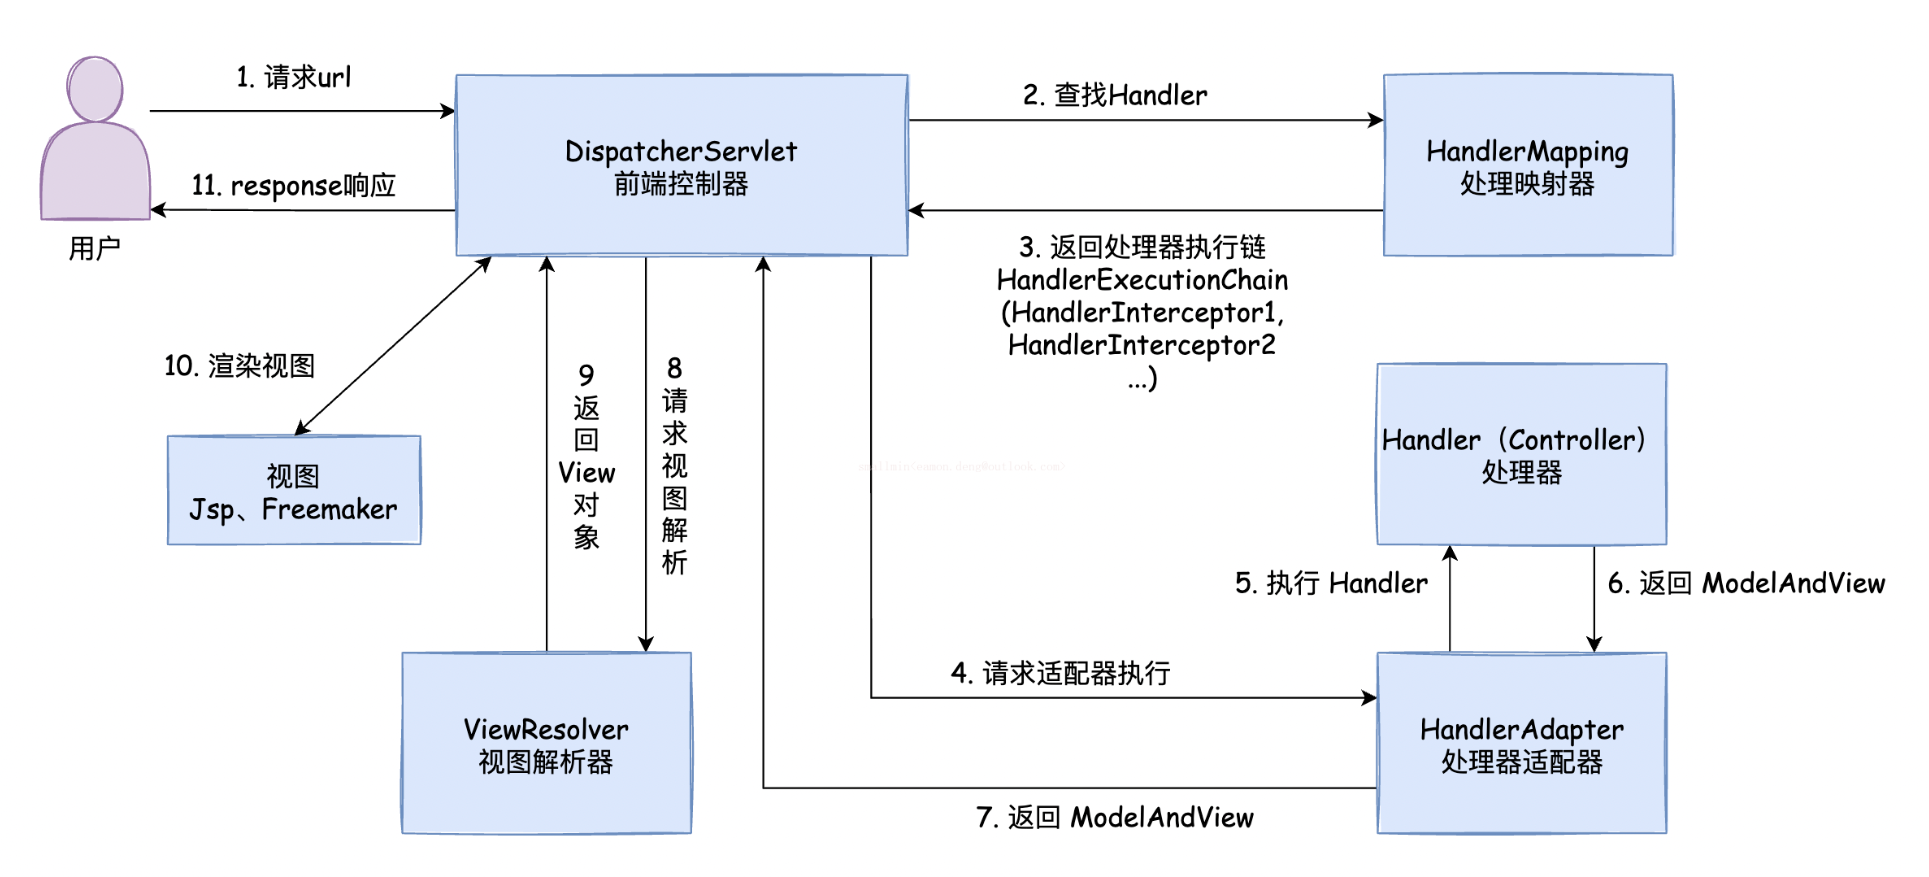 1. 请求url
2. 查找Handler
DispatcherServlet
前端控制器
HandlerMapping
处理映射器
11. response响应
用户
3. 返回处理器执行链
HandlerExecutionChain
(HandlerInterceptor1,
HandlerInterceptor2
...)
10. 渲染视图
9
返
回
View
对
象
8
请
求
视
图
解
析
Handler（Controller）
处理器
视图
Jsp、Freemaker
5. 执行 Handler
6. 返回 ModelAndView
4. 请求适配器执行
ViewResolver
视图解析器
HandlerAdapter
处理器适配器
7. 返回 ModelAndView